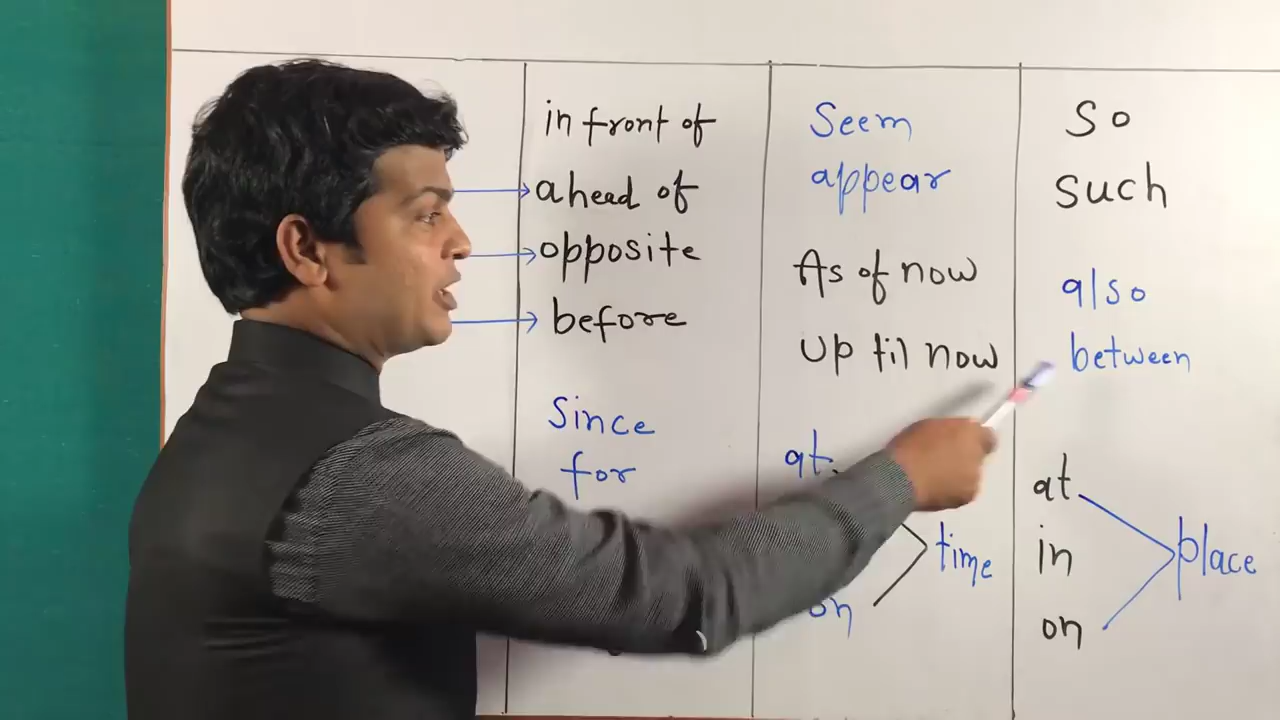 in front of
ahead of
opposite
before
Since
for
Seem
appear
As of now
Up til now
at
on
time
So
Such
also
between
at
in
on
place